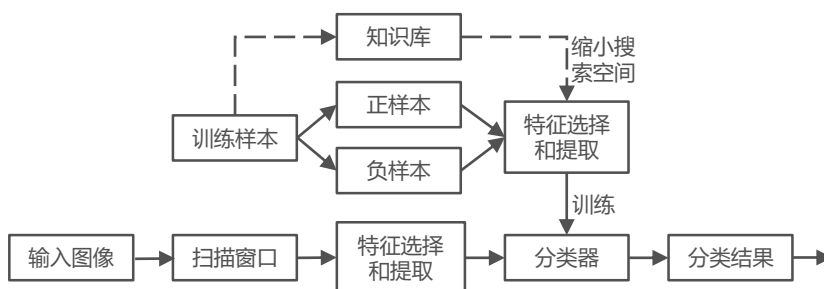 知识库
缩小搜
索空间
正样本
训练样本
负样本
特征选择
和提取
训练
输入图像
扫描窗口
特征选择
和提取
分类器
分类结果